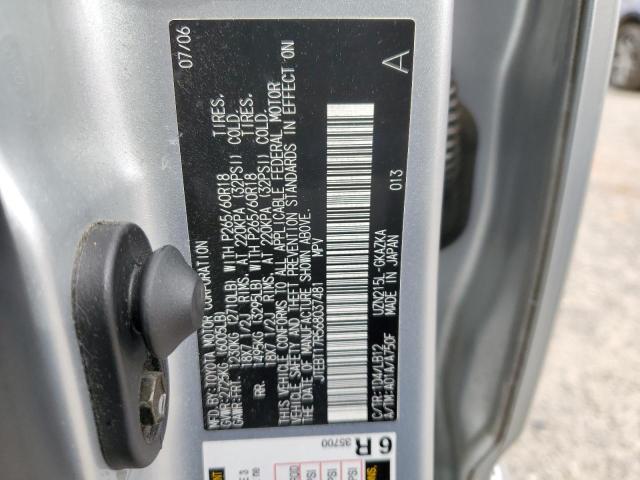 MFD.BY: TOYOTA MOTOR CORPORATION 07/06
GVWR: 2725KG (6005LB)
GAWR: FRT. 1230KG (2710LB) WITH P265/60R18 TIRES.
18X7 1/2J RIMS. AT 220KPA (32PSI) COLD.
RR. 1495KG (3295LB) WITH P265/60R18 TIRES.
18X7 1/2J RIMS. AT 220KPA (32PSI) COLD.
THIS VEHICLE CONFORMS TO ALL APPLICABLE FEDERAL MOTOR
VEHICLE SAFETY AND THEFT PREVENTION STANDARDS IN EFFECT ON
THE DATE OF MANUFACTURE SHOWN ABOVE.
JTEBT17R568037481 MPV
A
C/TR: 1D4/LB12 UZN215L-GKAZKA 013
A/TM: A01A/A750F MADE IN JAPAN
6R
35700